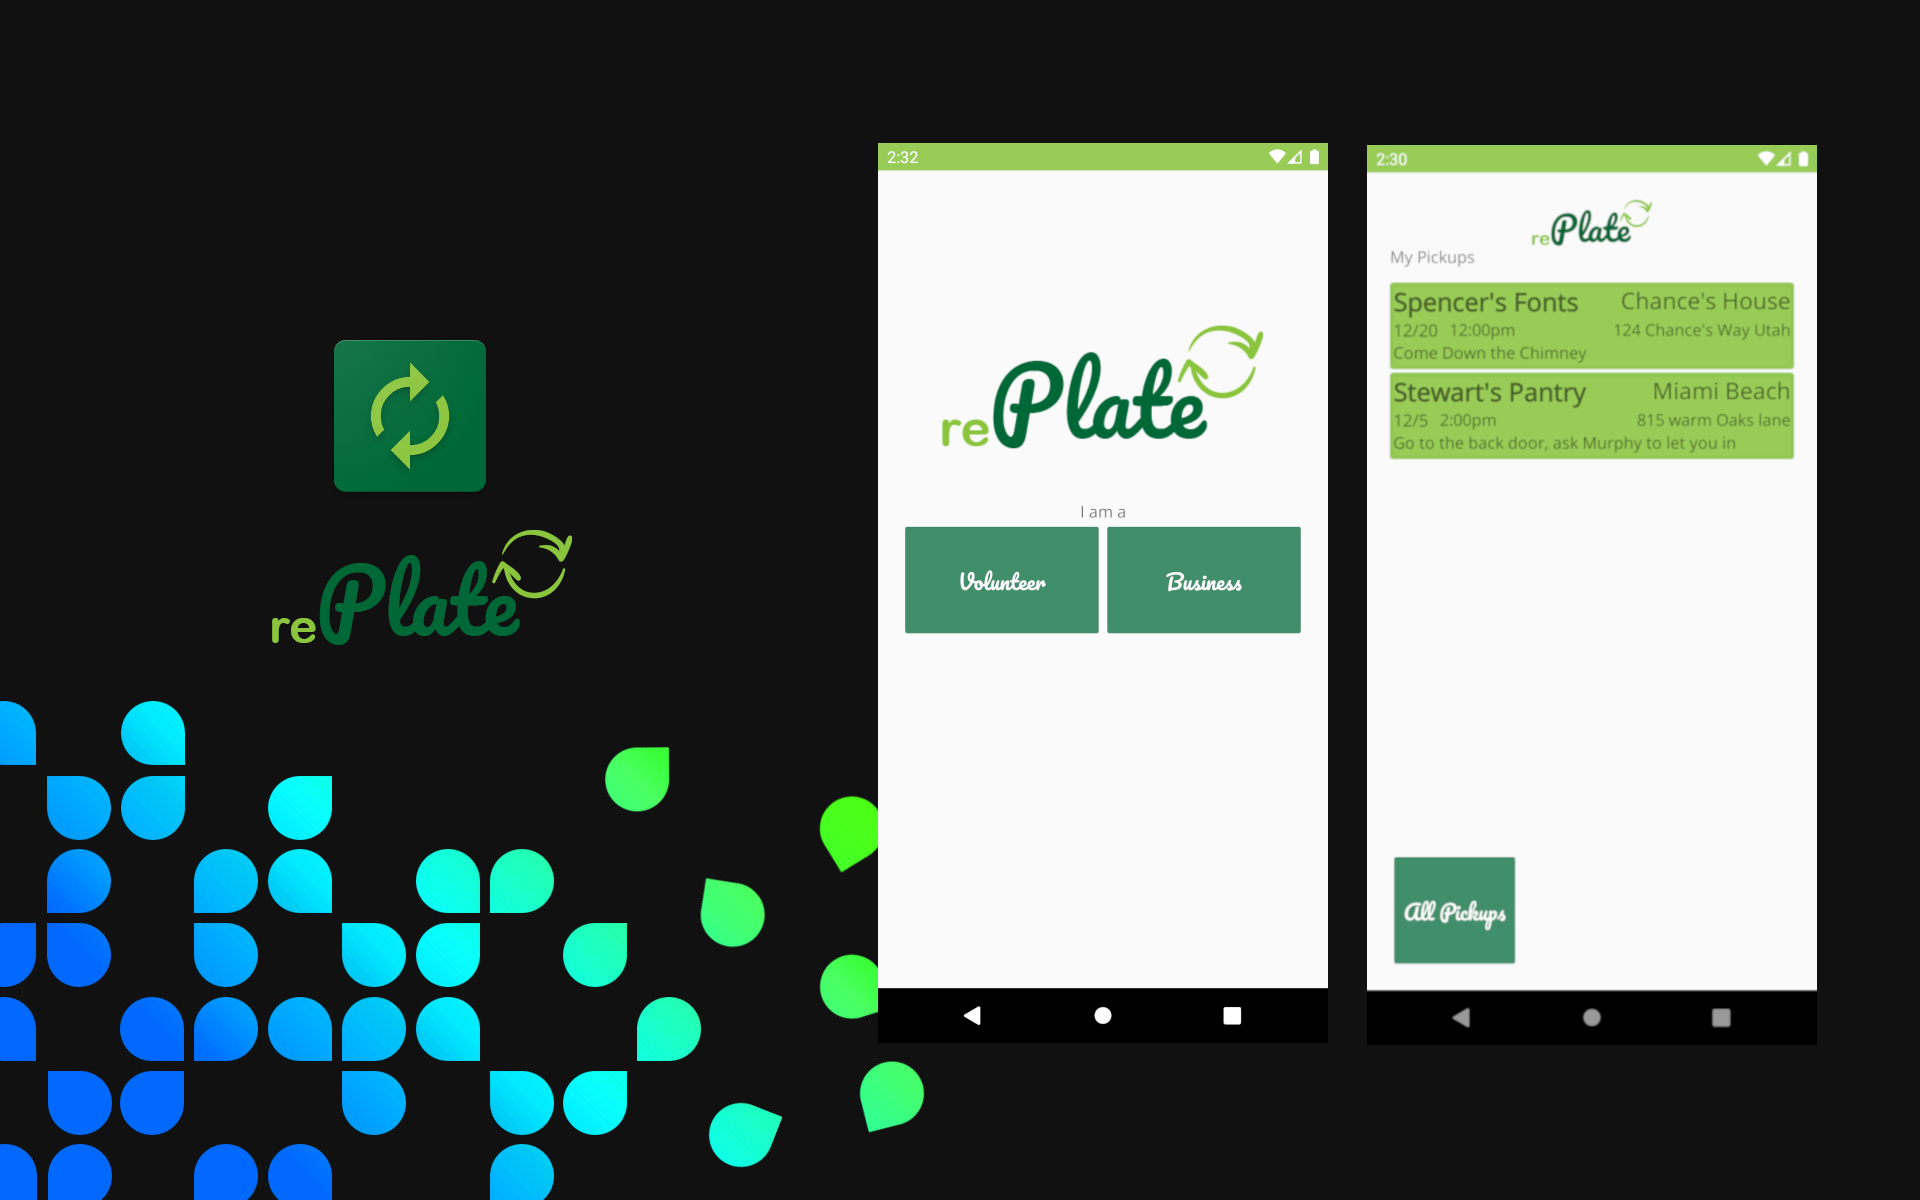 rePlate
2:32
rePlate
I am a
Volunteer
Business
2:30
rePlate
My Pickups
Spencer's Fonts Chance's House
12/20 12:00pm 124 Chance's Way Utah
Come Down the Chimney
Stewart's Pantry Miami Beach
12/5 2:00pm 815 warm Oaks lane
Go to the back door, ask Murphy to let you in
All Pickups